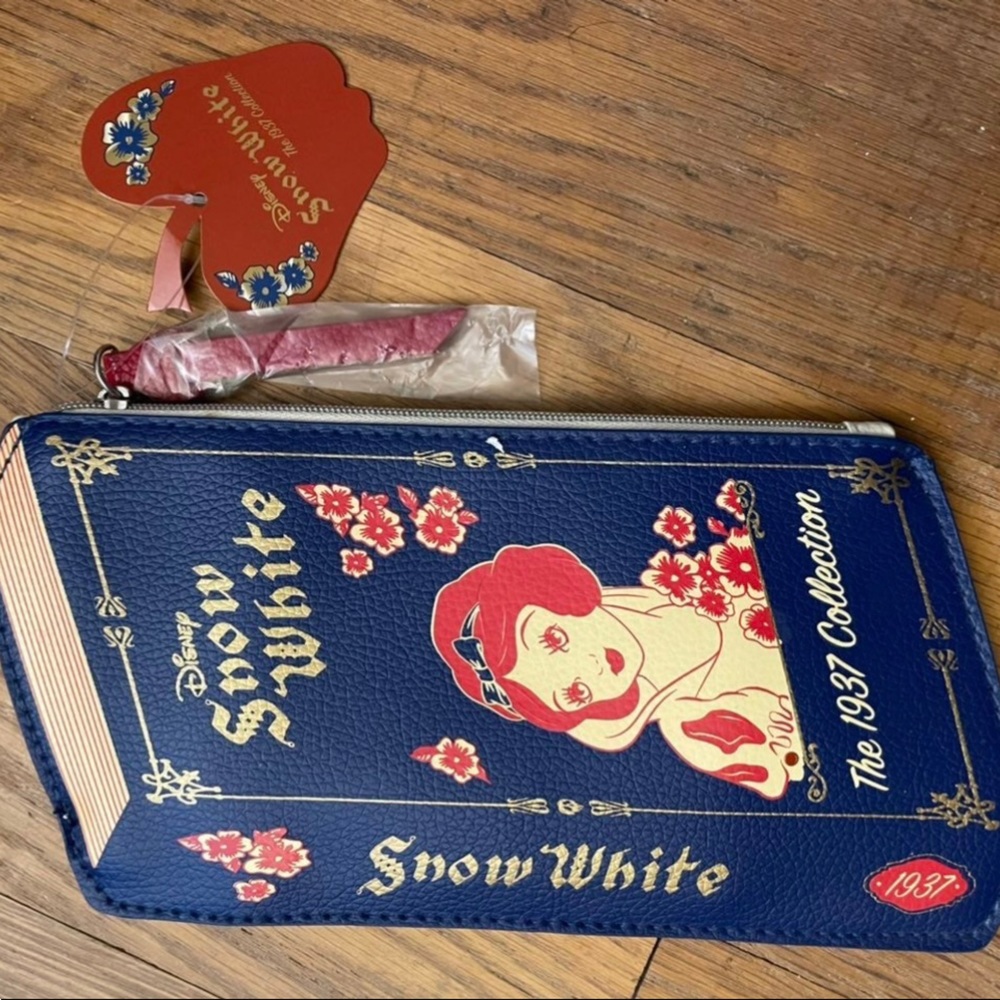 Disney
Snow White
The 1937 Collection
Disney
Snow
White
The 1937 Collection
Snow White
1937